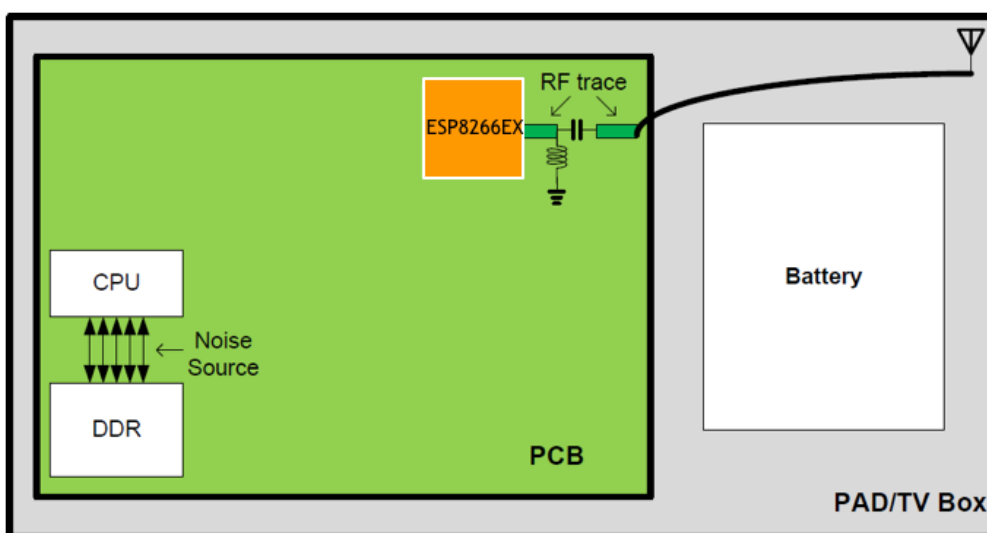 RF trace
ESP8266EX
CPU
Noise
Source
DDR
Battery
PCB
PAD/TV Box